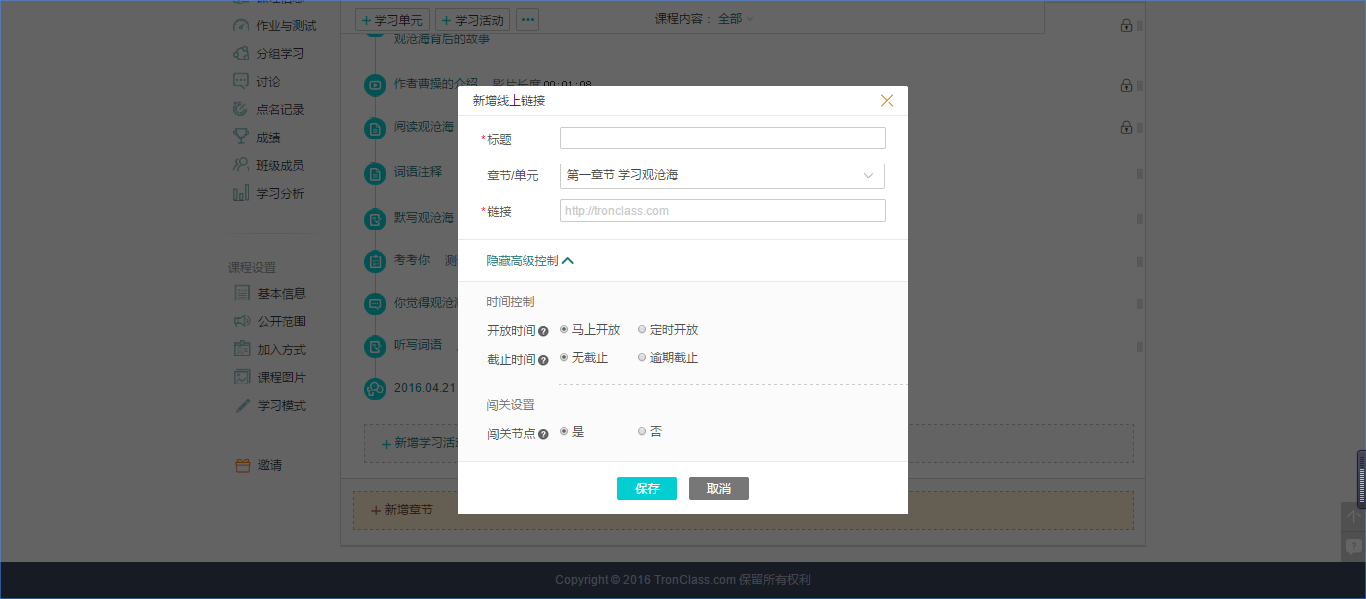 作业与测试
分组学习
讨论
点名记录
成绩
班级成员
学习分析
课程设置
基本信息
公开范围
加入方式
课程图片
学习模式
邀请
+ 学习单元
+ 学习活动
•••
课程内容： 全部
观沧海背后的故事
作者曹操的介绍 影片长度 00:01:08
阅读观沧海
词语注释
默写观沧海
考考你 测
你觉得观沧海
听写词语
2016.04.21
+ 新增学习活
+ 新增章节
新增线上链接
*标题
章节/单元 第一章节 学习观沧海
*链接 http://tronclass.com
隐藏高级控制
时间控制
开放时间 ? 马上开放 定时开放
截止时间 ? 无截止 逾期截止
闯关设置
闯关节点 ? 是 否
保存 取消
Copyright © 2016 TronClass.com 保留所有权利